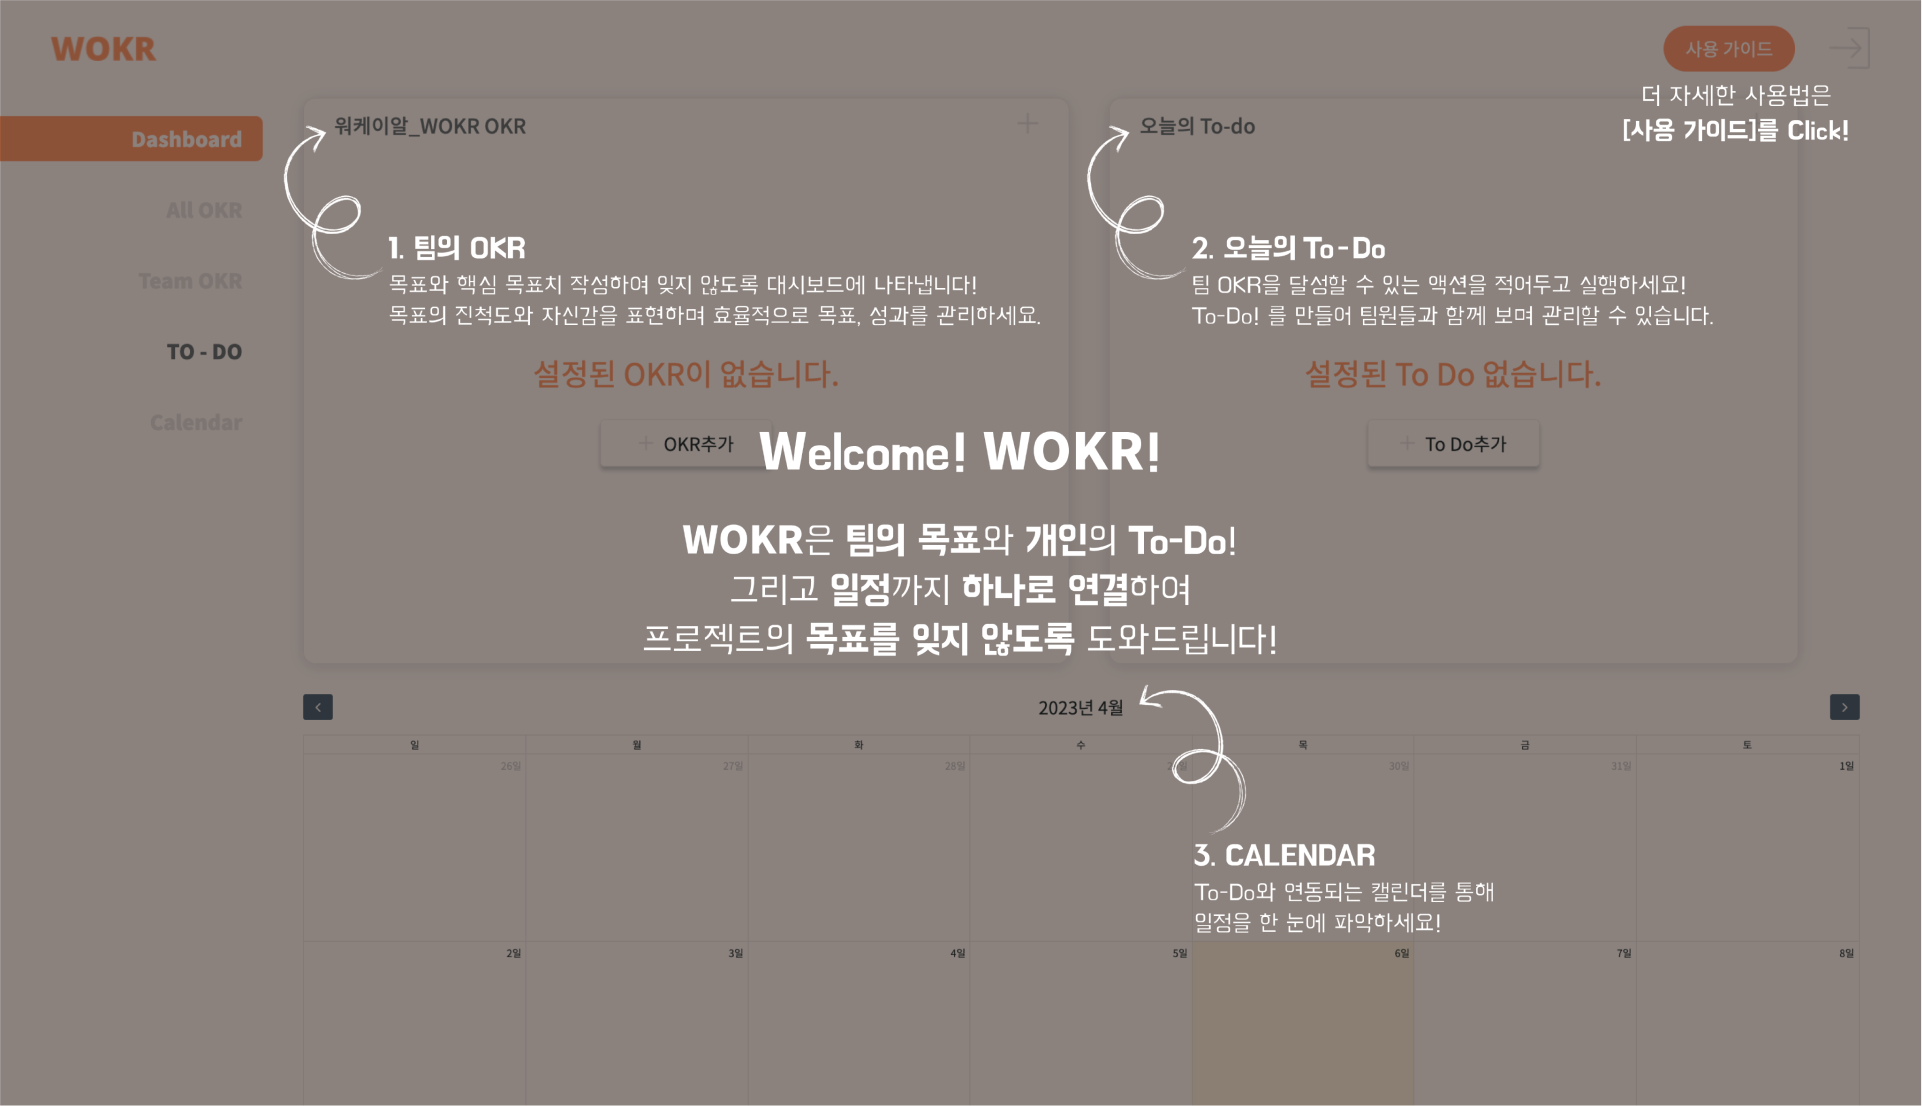 WOKR
사용 가이드
더 자세한 사용법은
[사용 가이드]를 Click!
Dashboard
All OKR
Team OKR
TO - DO
Calendar
워케이알_WOKR OKR
1. 팀의 OKR
목표와 핵심 목표치 작성하여 잊지 않도록 대시보드에 나타냅니다!
목표의 진척도와 자신감을 표현하며 효율적으로 목표, 성과를 관리하세요.
설정된 OKR이 없습니다.
+ OKR추가
오늘의 To-do
2. 오늘의 To-Do
팀 OKR을 달성할 수 있는 액션을 적어두고 실행하세요!
To-Do! 를 만들어 팀원들과 함께 보며 관리할 수 있습니다.
설정된 To Do 없습니다.
+ To Do추가
Welcome! WOKR!
WOKR은 팀의 목표와 개인의 To-Do!
그리고 일정까지 하나로 연결하여
프로젝트의 목표를 잊지 않도록 도와드립니다!
2023년 4월
일 월 화 수 목 금 토
26일 27일 28일 30일 31일 1일
3. CALENDAR
To-Do와 연동되는 캘린더를 통해
일정을 한 눈에 파악하세요!
2일 3일 4일 5일 6일 7일 8일